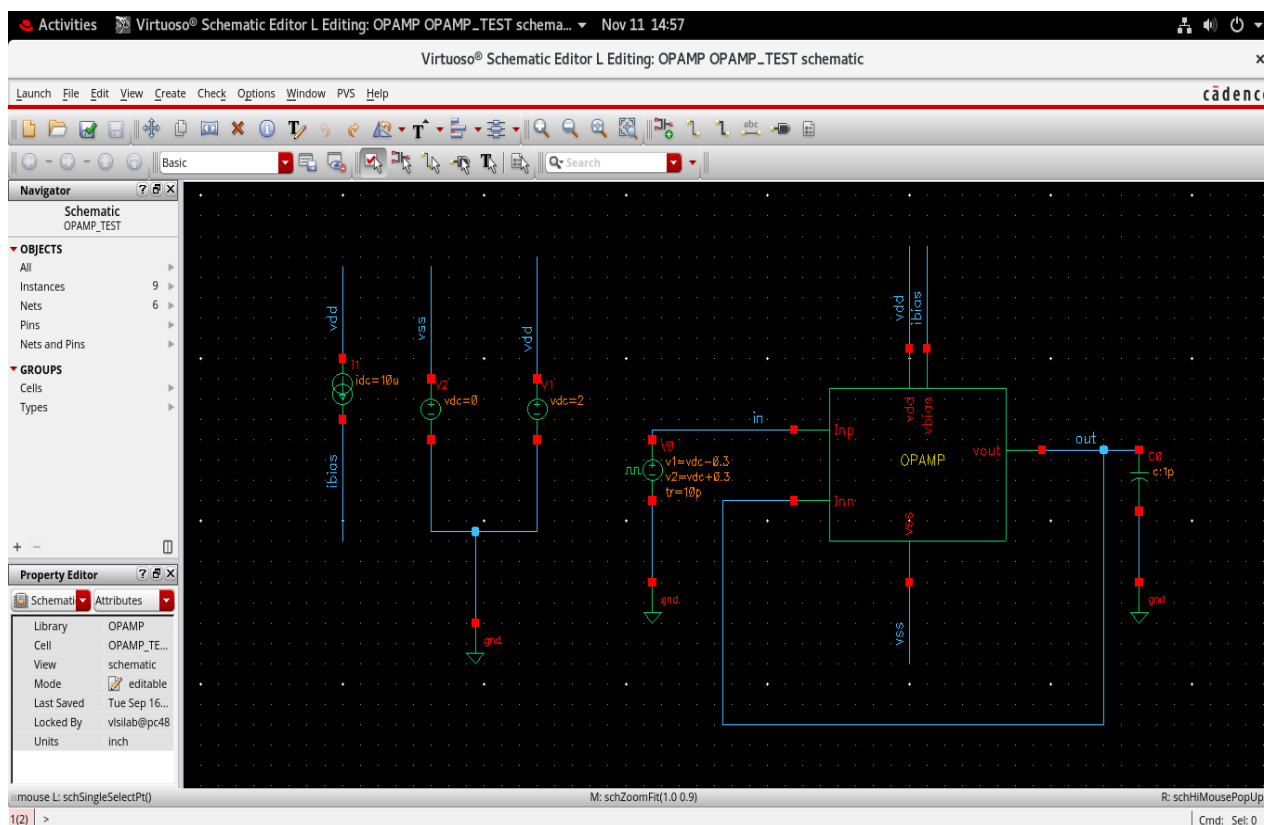 Activities Virtuoso® Schematic Editor L Editing: OPAMP OPAMP_TEST schema... Nov 11 14:57
Virtuoso® Schematic Editor L Editing: OPAMP OPAMP_TEST schematic
Launch File Edit View Create Check Options Window PVS Help
cādence
abc
Basic
Search
Navigator
Schematic
OPAMP_TEST
OBJECTS
All
Instances 9
Nets 6
Pins
Nets and Pins
GROUPS
Cells
Types
Property Editor
Schemati Attributes
Library OPAMP
Cell OPAMP_TE...
View schematic
Mode editable
Last Saved Tue Sep 16...
Locked By vlsilab@pc48
Units inch
vdd
I1
idc=10u
ibias
vss
V2
vdc=0
vdd
V1
vdc=2
gnd
in
V0
v1=vdc-0.3
v2=vdc+0.3
tr=10p
gnd
vdd
ibias
vdd
vbias
Inp
OPAMP
vout
Inn
vss
vss
out
C0
c:1p
gnd
mouse L: schSingleSelectPt() M: schZoomFit(1.0 0.9) R: schHiMousePopUp
1(2) > Cmd: Sel: 0